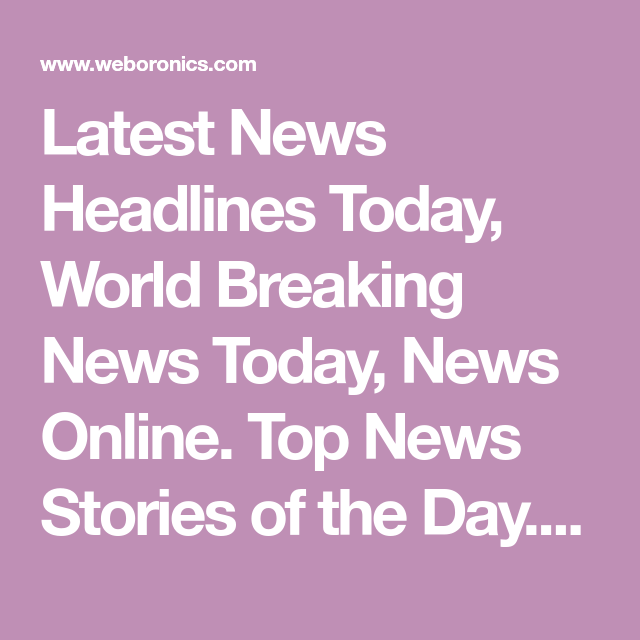 www.weboronics.com
Latest News
Headlines Today,
World Breaking
News Today, News
Online. Top News
Stories of the Day....